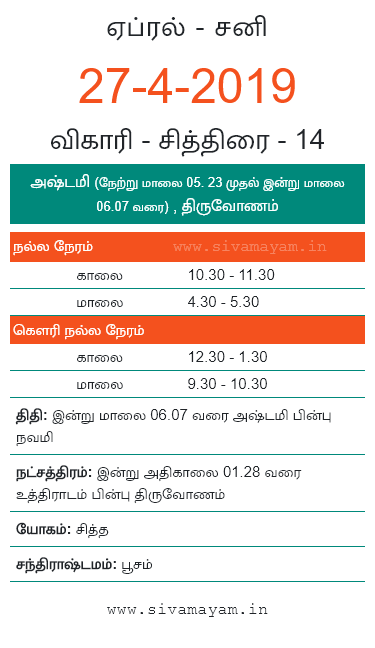 ஏப்ரல் - சனி
27-4-2019
விகாரி - சித்திரை - 14
அஷ்டமி (நேற்று மாலை 05. 23 முதல் இன்று மாலை
06.07 வரை) , திருவோணம்
நல்ல நேரம் www.sivamayam.in
காலை 10.30 - 11.30
மாலை 4.30 - 5.30
கௌரி நல்ல நேரம்
காலை 12.30 - 1.30
மாலை 9.30 - 10.30
திதி: இன்று மாலை 06.07 வரை அஷ்டமி பின்பு
நவமி
நட்சத்திரம்: இன்று அதிகாலை 01.28 வரை
உத்திராடம் பின்பு திருவோணம்
யோகம்: சித்த
சந்திராஷ்டமம்: பூசம்
www.sivamayam.in